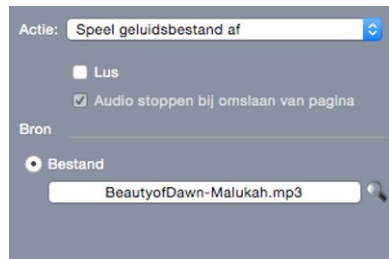 Actie: Speel geluidsbestand af
Lus
Audio stoppen bij omslaan van pagina
Bron
Bestand
BeautyofDawn-Malukah.mp3